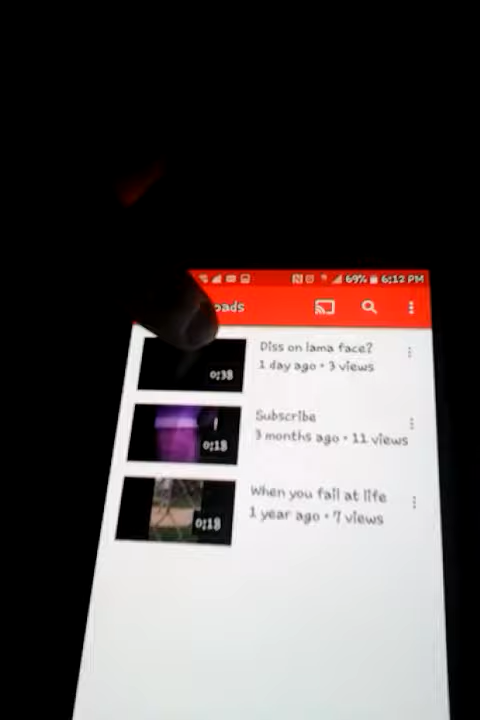 69% 6:12 PM
oads
Diss on lama face?
1 day ago • 3 views
0:38
Subscribe
3 months ago • 11 views
0:18
When you fail at life
1 year ago • 7 views
0:18